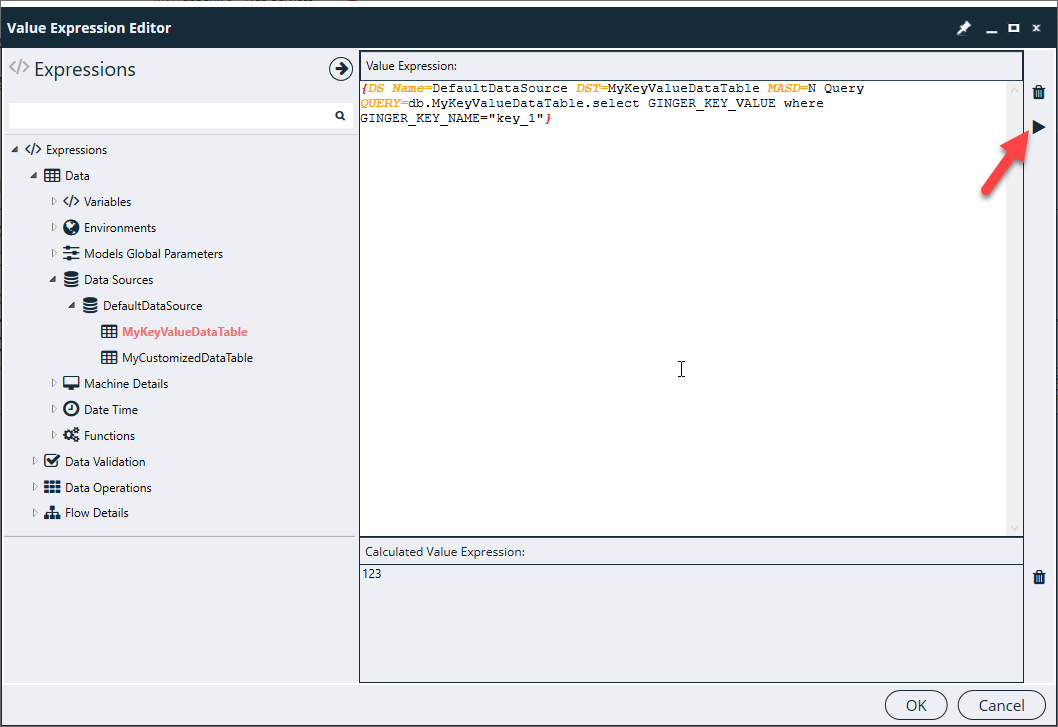 Value Expression Editor
Expressions
Expressions
Data
Variables
Environments
Models Global Parameters
Data Sources
DefaultDataSource
MyKeyValueDataTable
MyCustomizedDataTable
Machine Details
Date Time
Functions
Data Validation
Data Operations
Flow Details
Value Expression:
{DS Name=DefaultDataSource DST=MyKeyValueDataTable MASD=N Query
QUERY=db.MyKeyValueDataTable.select GINGER_KEY_VALUE where
GINGER_KEY_NAME="key_1"}
Calculated Value Expression:
123
OK
Cancel